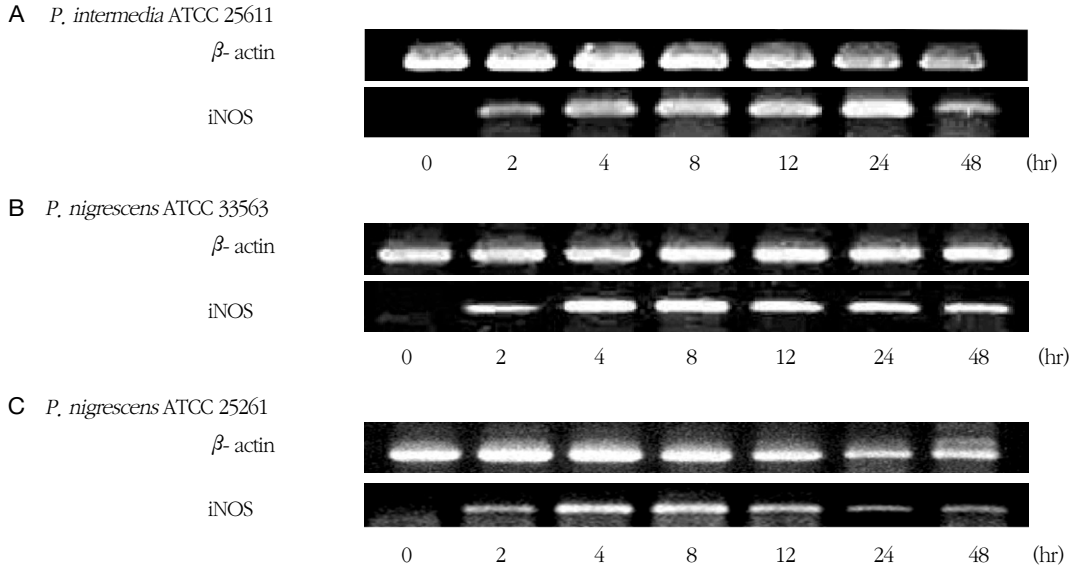 A P. intermedia ATCC 25611
β- actin
iNOS
0 2 4 8 12 24 48 (hr)
B P. nigrescens ATCC 33563
β- actin
iNOS
0 2 4 8 12 24 48 (hr)
C P. nigrescens ATCC 25261
β- actin
iNOS
0 2 4 8 12 24 48 (hr)